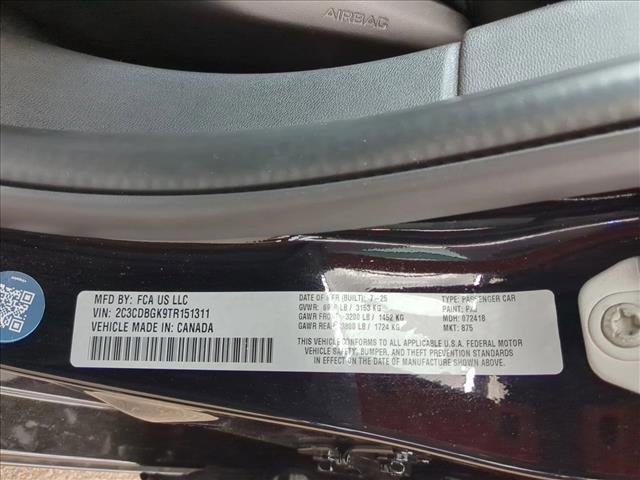 AIRBAG
MFD BY: FCA US LLC
VIN: 2C3CDBGK9TR151311
VEHICLE MADE IN: CANADA
DATE OF MFR (BUILT): 7-25
GVWR: LB / 3163 KG
GAWR FRONT: 3200 LB / 1452 KG
GAWR REAR: 3800 LB / 1724 KG
TYPE: PASSENGER CAR
PAINT:
MDH: 072418
MKT: B75
THIS VEHICLE CONFORMS TO ALL APPLICABLE U.S.A. FEDERAL MOTOR
VEHICLE SAFETY, BUMPER, AND THEFT PREVENTION STANDARDS
IN EFFECT ON THE DATE OF MANUFACTURE SHOWN ABOVE.